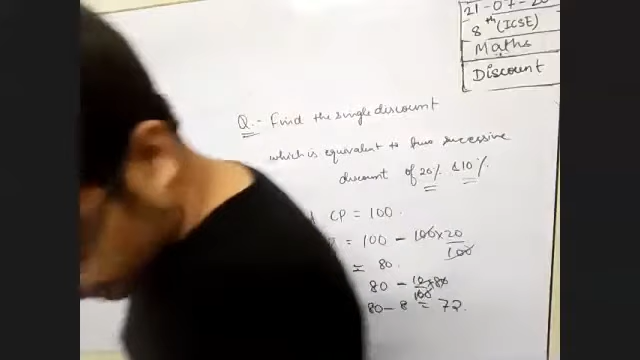 21-07-20
8th (ICSE)
Maths
Discount
Q.- Find the single discount
which is equivalent to two successive
discount of 20% & 10%.
CP = 100.
= 100 - 100×20/100
= 80.
80 - 10×80/100
80 - 8 = 72.